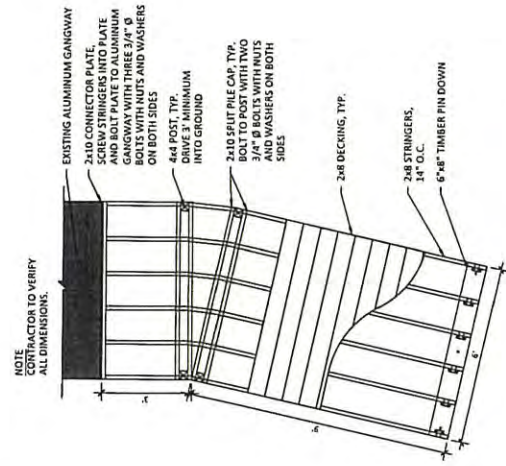 NOTE
CONTRACTOR TO VERIFY
ALL DIMENSIONS.
EXISTING ALUMINUM GANGWAY
2x10 CONNECTOR PLATE,
SCREW STRINGERS INTO PLATE
AND BOLT PLATE TO ALUMINUM
GANGWAY WITH THREE 3/4" Ø
BOLTS WITH NUTS AND WASHERS
ON BOTH SIDES
4x4 POST, TYP.
DRIVE 3' MINIMUM
INTO GROUND
2x10 SPLIT PILE CAP, TYP.
BOLT TO POST WITH TWO
3/4" Ø BOLTS WITH NUTS
AND WASHERS ON BOTH
SIDES
2x8 DECKING, TYP.
2x8 STRINGERS,
14" O.C.
6"x8" TIMBER PIN DOWN
3'
9'
6'